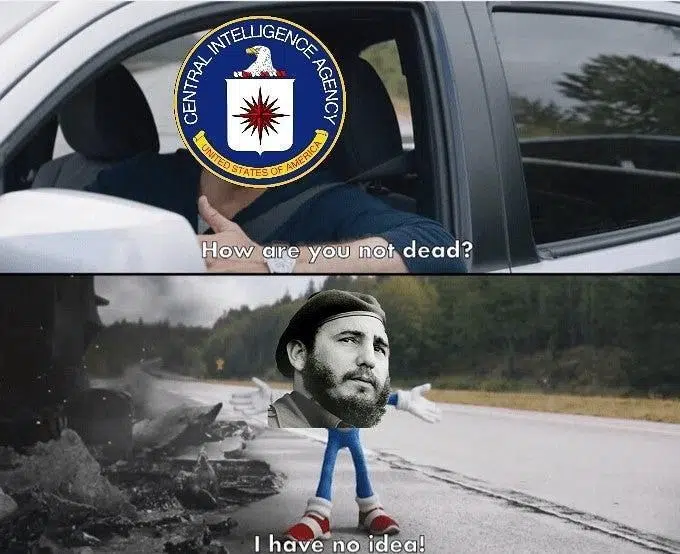 CENTRAL INTELLIGENCE AGENCY
UNITED STATES OF AMERICA
How are you not dead?
I have no idea!